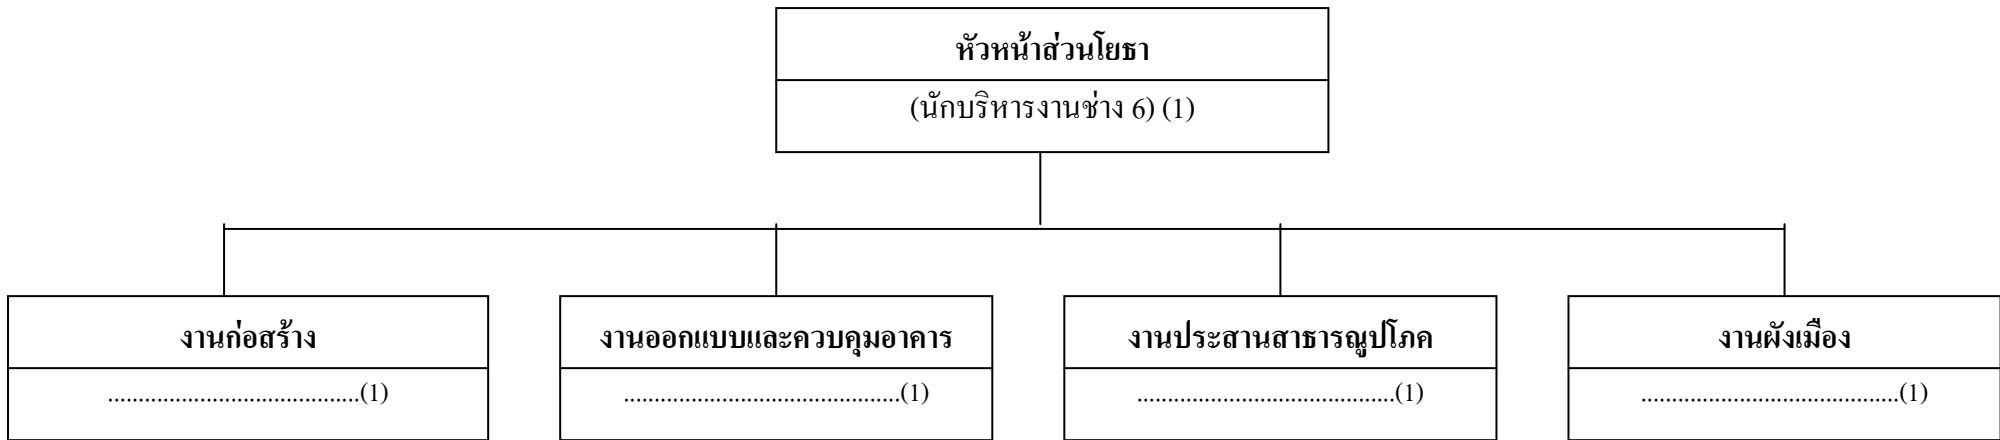 หัวหน้าส่วนโยธา
(นักบริหารงานช่าง 6) (1)
งานก่อสร้าง
.........................................(1)
งานออกแบบและควบคุมอาคาร
.............................................(1)
งานประสานสาธารณูปโภค
..........................................(1)
งานผังเมือง
..........................................(1)